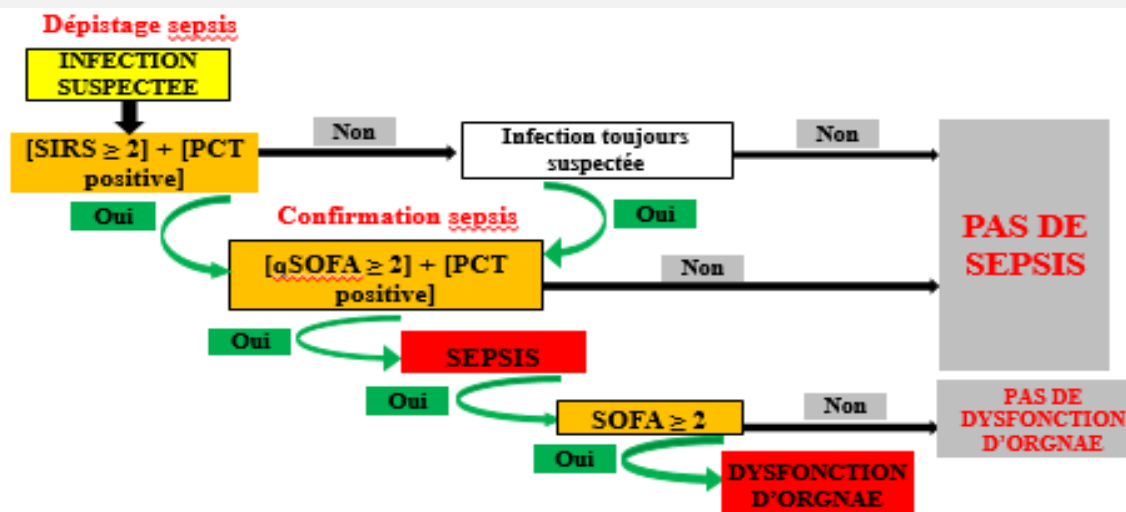 Dépistage sepsis
INFECTION
SUSPECTEE
[SIRS ≥ 2] + [PCT
positive]
Non
Infection toujours
suspectée
Non
PAS DE
SEPSIS
Oui
Confirmation sepsis
Oui
[qSOFA ≥ 2] + [PCT
positive]
Non
Oui
SEPSIS
Oui
SOFA ≥ 2
Non
PAS DE
DYSFONCTION
D'ORGNAE
Oui
DYSFONCTION
D'ORGNAE